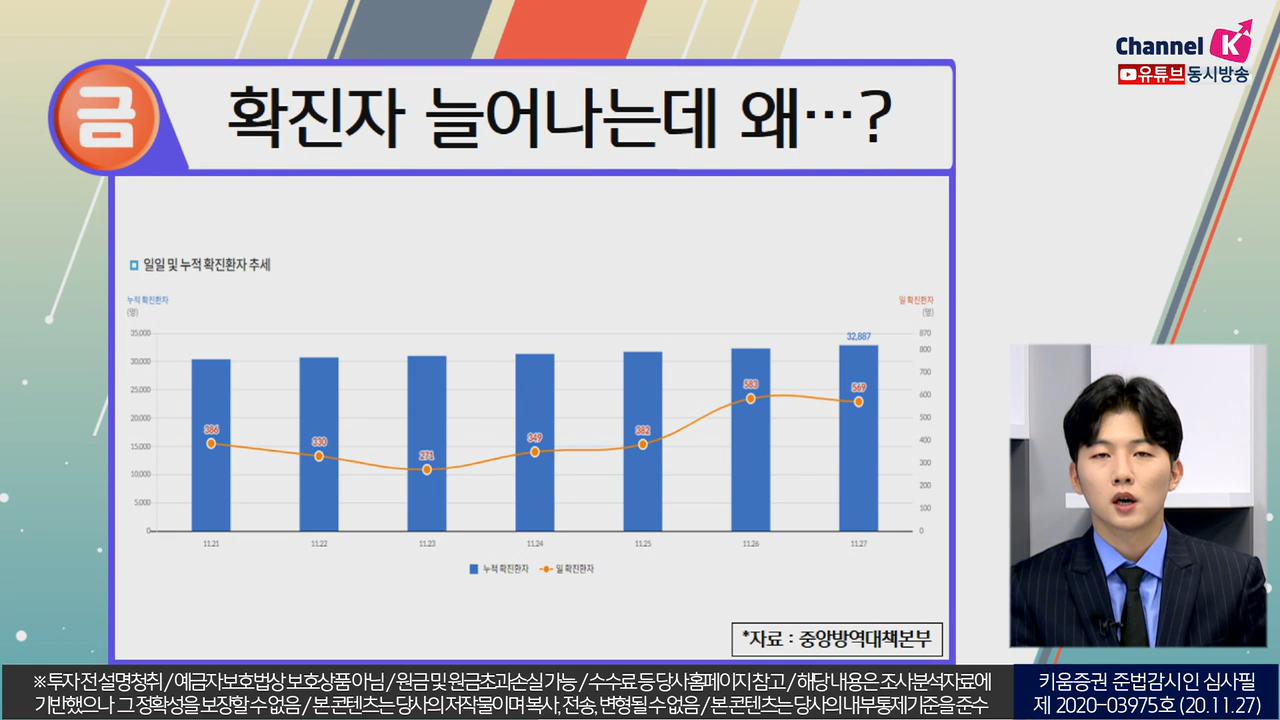 Channel K
유튜브동시방송
금
확진자 늘어나는데 왜…?
일일 및 누적 확진환자 추세
누적 확진환자
(명)
일 확진환자
(명)
35,000
30,000
25,000
20,000
15,000
10,000
5,000
0
870
800
700
600
500
400
300
200
100
0
32,887
386
330
271
349
382
583
569
11.21
11.22
11.23
11.24
11.25
11.26
11.27
누적 확진환자
일 확진환자
*자료 : 중앙방역대책본부
※ 투자 전 설명청취 / 예금자보호법상 보호상품 아님 / 원금 및 원금초과손실 가능 / 수수료 등 당사홈페이지 참고 / 해당 내용은 조사분석자료에
기반했으나 그 정확성을 보장할 수 없음 / 본 콘텐츠는 당사의 저작물이며 복사, 전송, 변형될 수 없음 / 본 콘텐츠는 당사의 내부통제기준을 준수
키움증권 준법감시인 심사필
제 2020-03975호 (20.11.27)